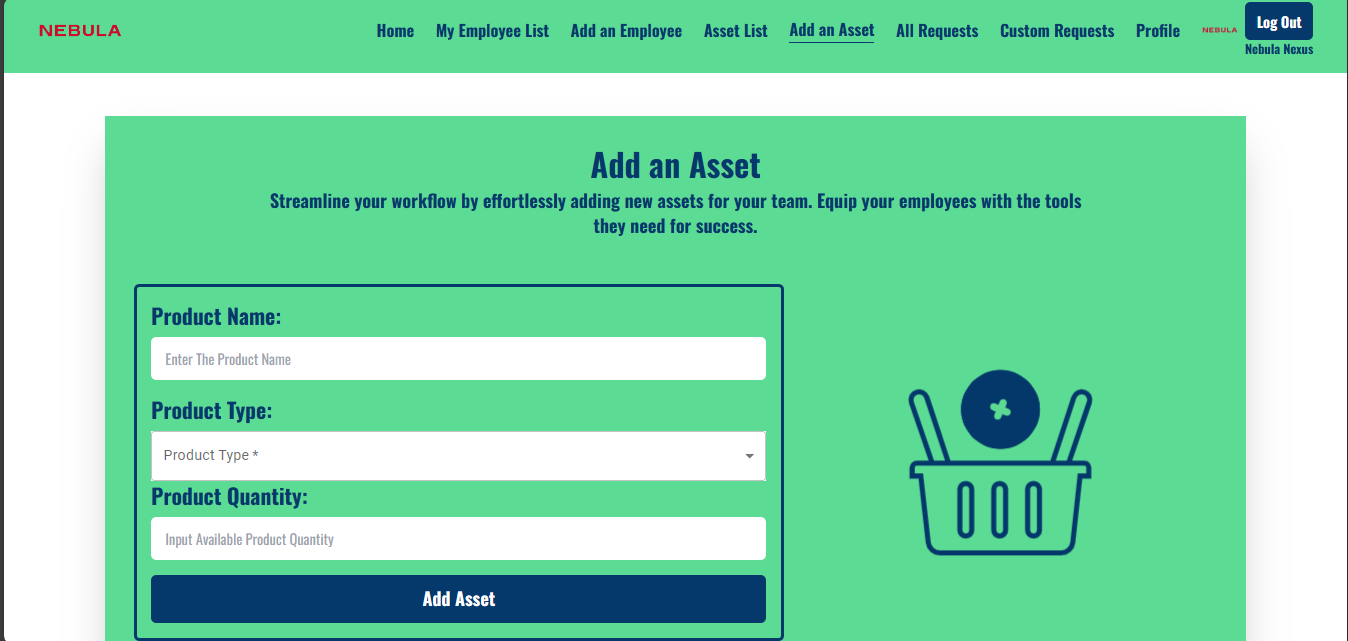 NEBULA
Home My Employee List Add an Employee Asset List Add an Asset All Requests Custom Requests Profile NEBULA Log Out
Nebula Nexus
Add an Asset
Streamline your workflow by effortlessly adding new assets for your team. Equip your employees with the tools
they need for success.
Product Name:
Enter The Product Name
Product Type:
Product Type *
Product Quantity:
Input Available Product Quantity
Add Asset